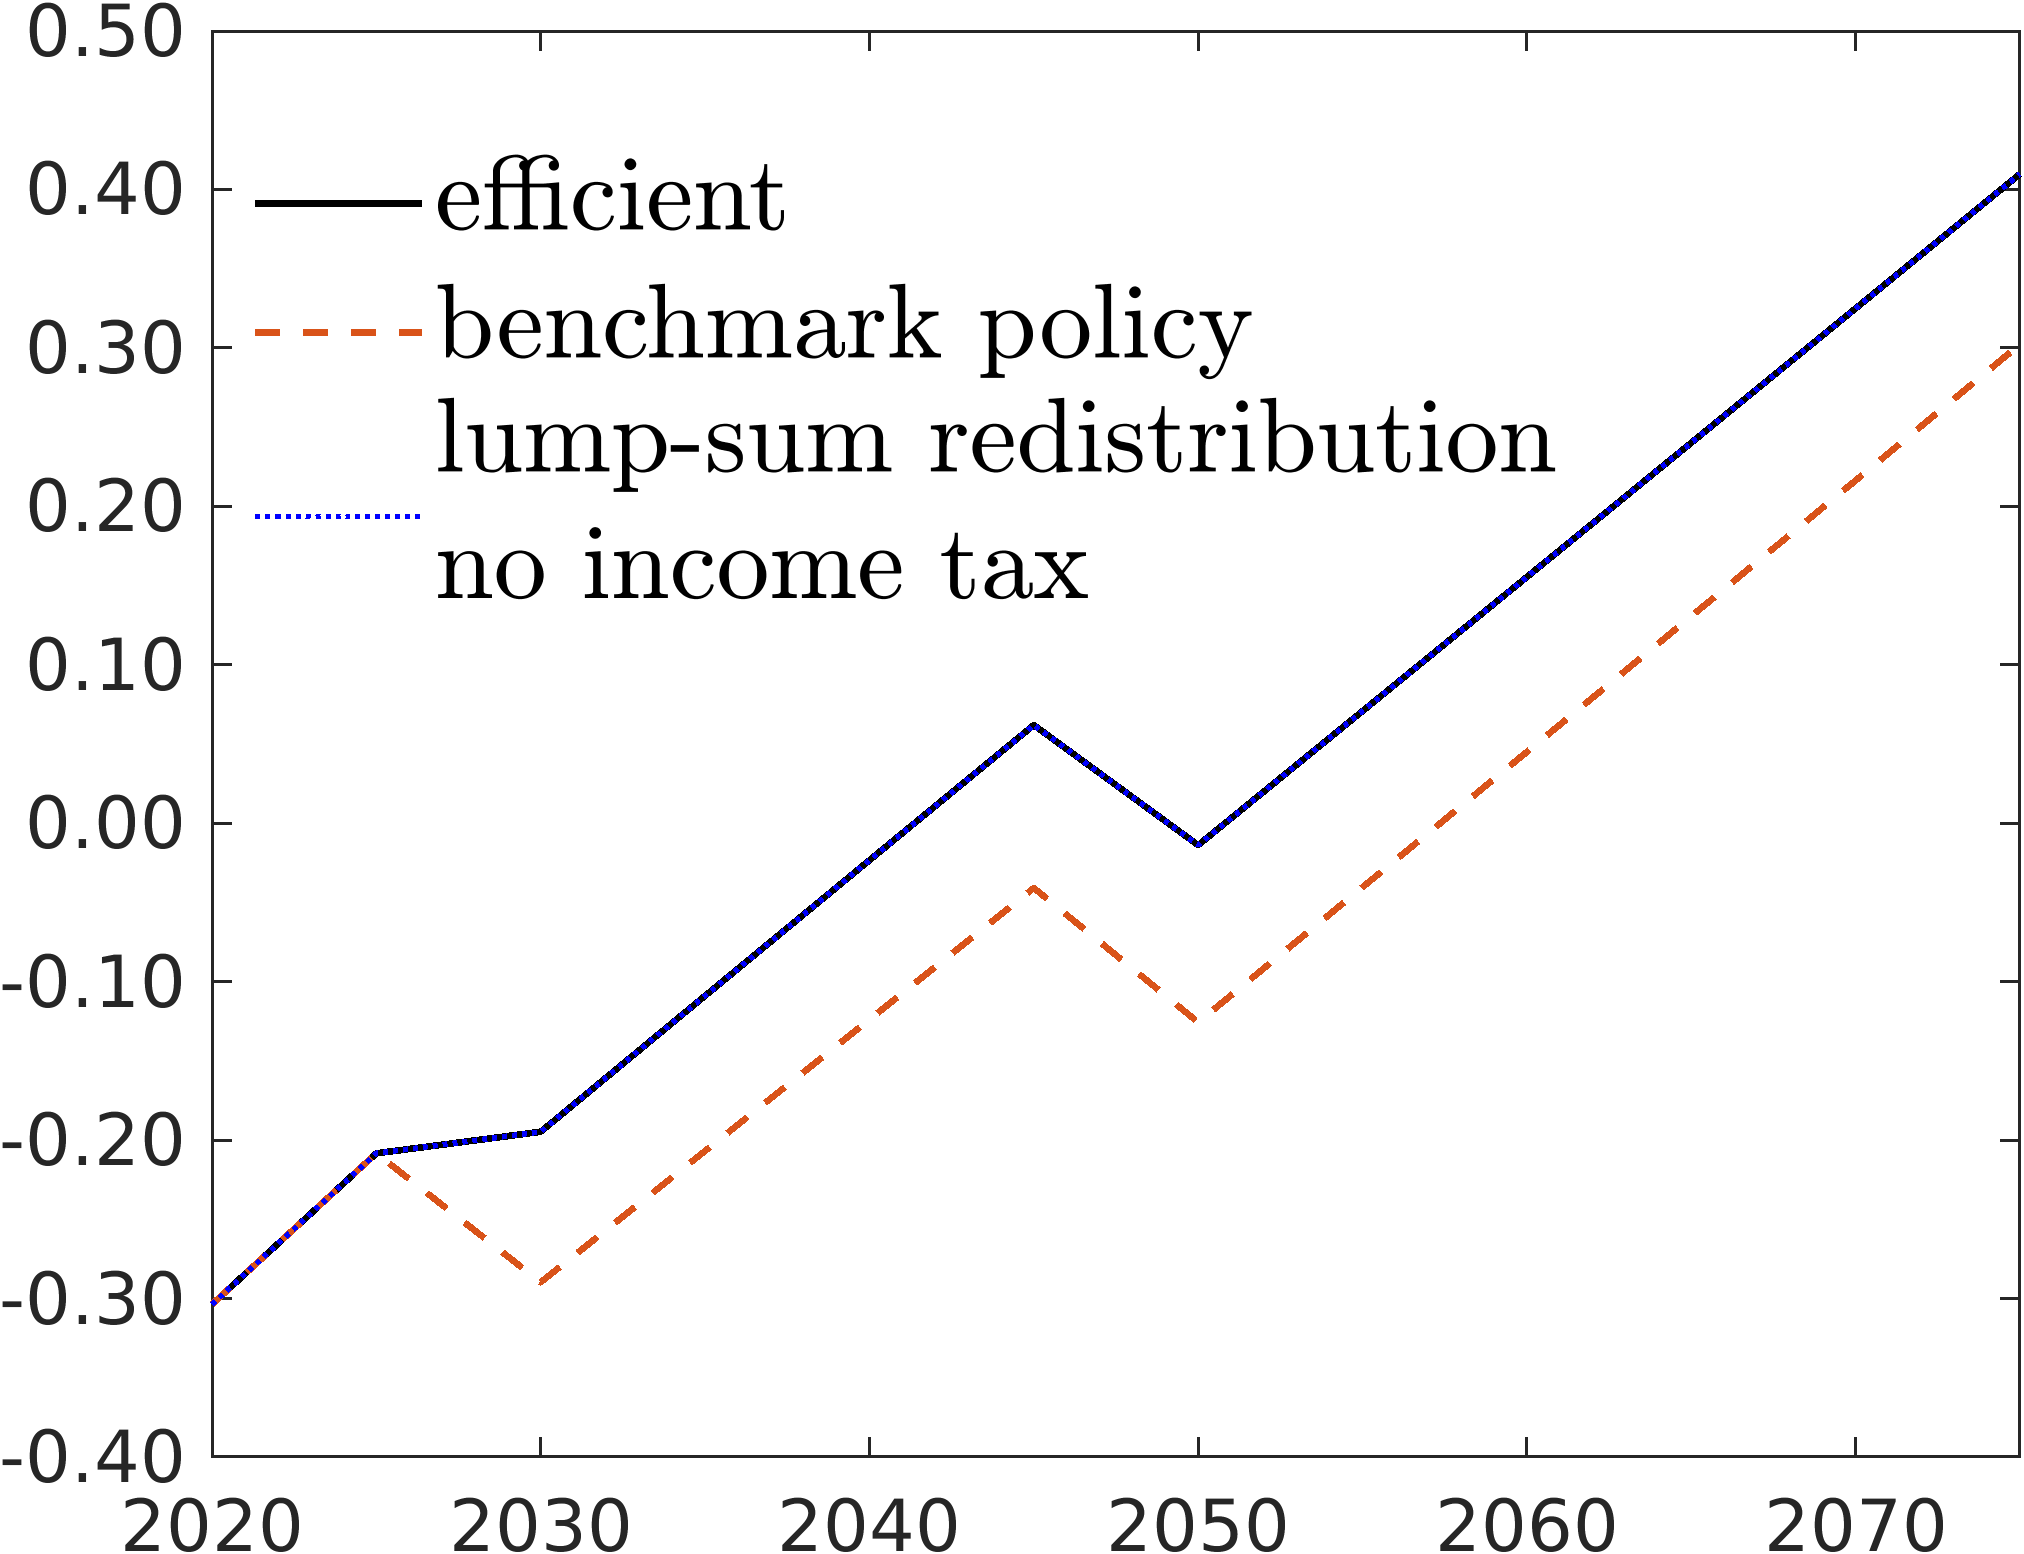 0.50
0.40
0.30
0.20
0.10
0.00
-0.10
-0.20
-0.30
-0.40
efficient
benchmark policy
lump-sum redistribution
no income tax
2020 2030 2040 2050 2060 2070